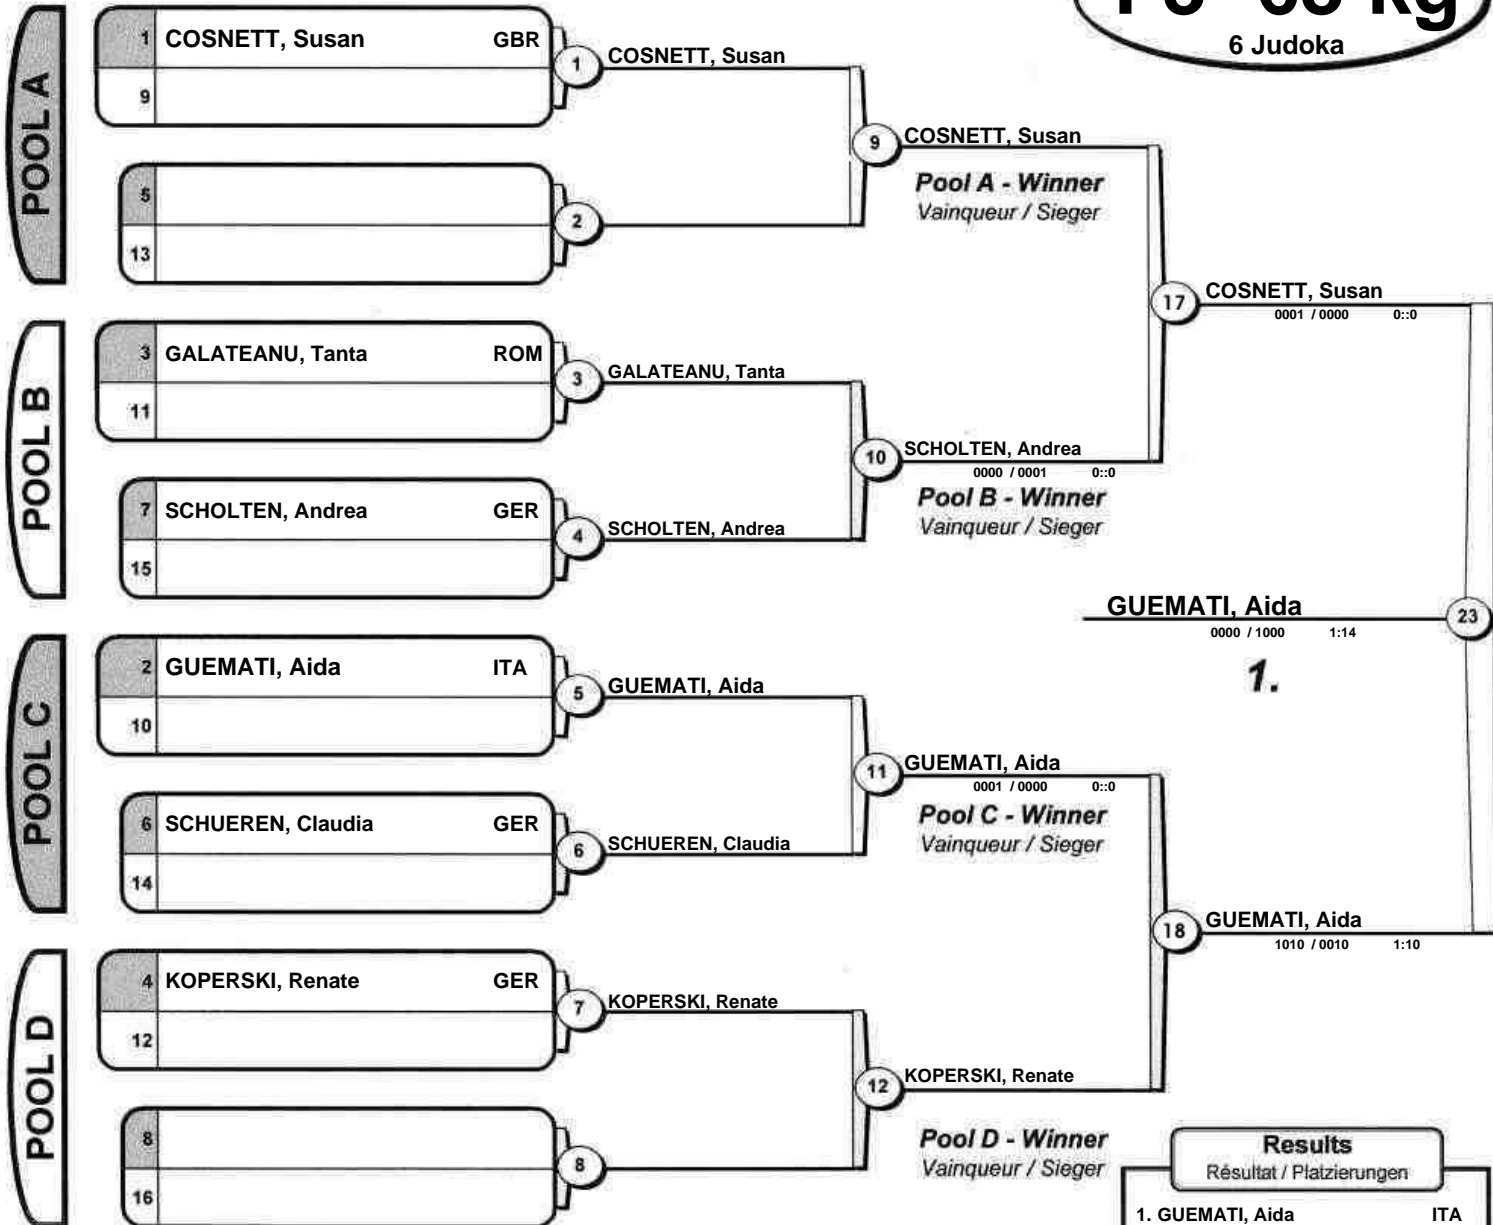 6 Judoka
POOL A
1 COSNETT, Susan GBR
9
1 COSNETT, Susan
5
13
2
9 COSNETT, Susan
Pool A - Winner
Vainqueur / Sieger
POOL B
3 GALATEANU, Tanta ROM
11
3 GALATEANU, Tanta
7 SCHOLTEN, Andrea GER
15
4 SCHOLTEN, Andrea
10 SCHOLTEN, Andrea
0000 / 0001 0::0
Pool B - Winner
Vainqueur / Sieger
17 COSNETT, Susan
0001 / 0000 0::0
GUEMATI, Aida 23
0000 / 1000 1:14
1.
POOL C
2 GUEMATI, Aida ITA
10
5 GUEMATI, Aida
6 SCHUEREN, Claudia GER
14
6 SCHUEREN, Claudia
11 GUEMATI, Aida
0001 / 0000 0::0
Pool C - Winner
Vainqueur / Sieger
18 GUEMATI, Aida
1010 / 0010 1:10
POOL D
4 KOPERSKI, Renate GER
12
7 KOPERSKI, Renate
8
16
8
12 KOPERSKI, Renate
Pool D - Winner
Vainqueur / Sieger
Results
Résultat / Platzierungen
1. GUEMATI, Aida ITA